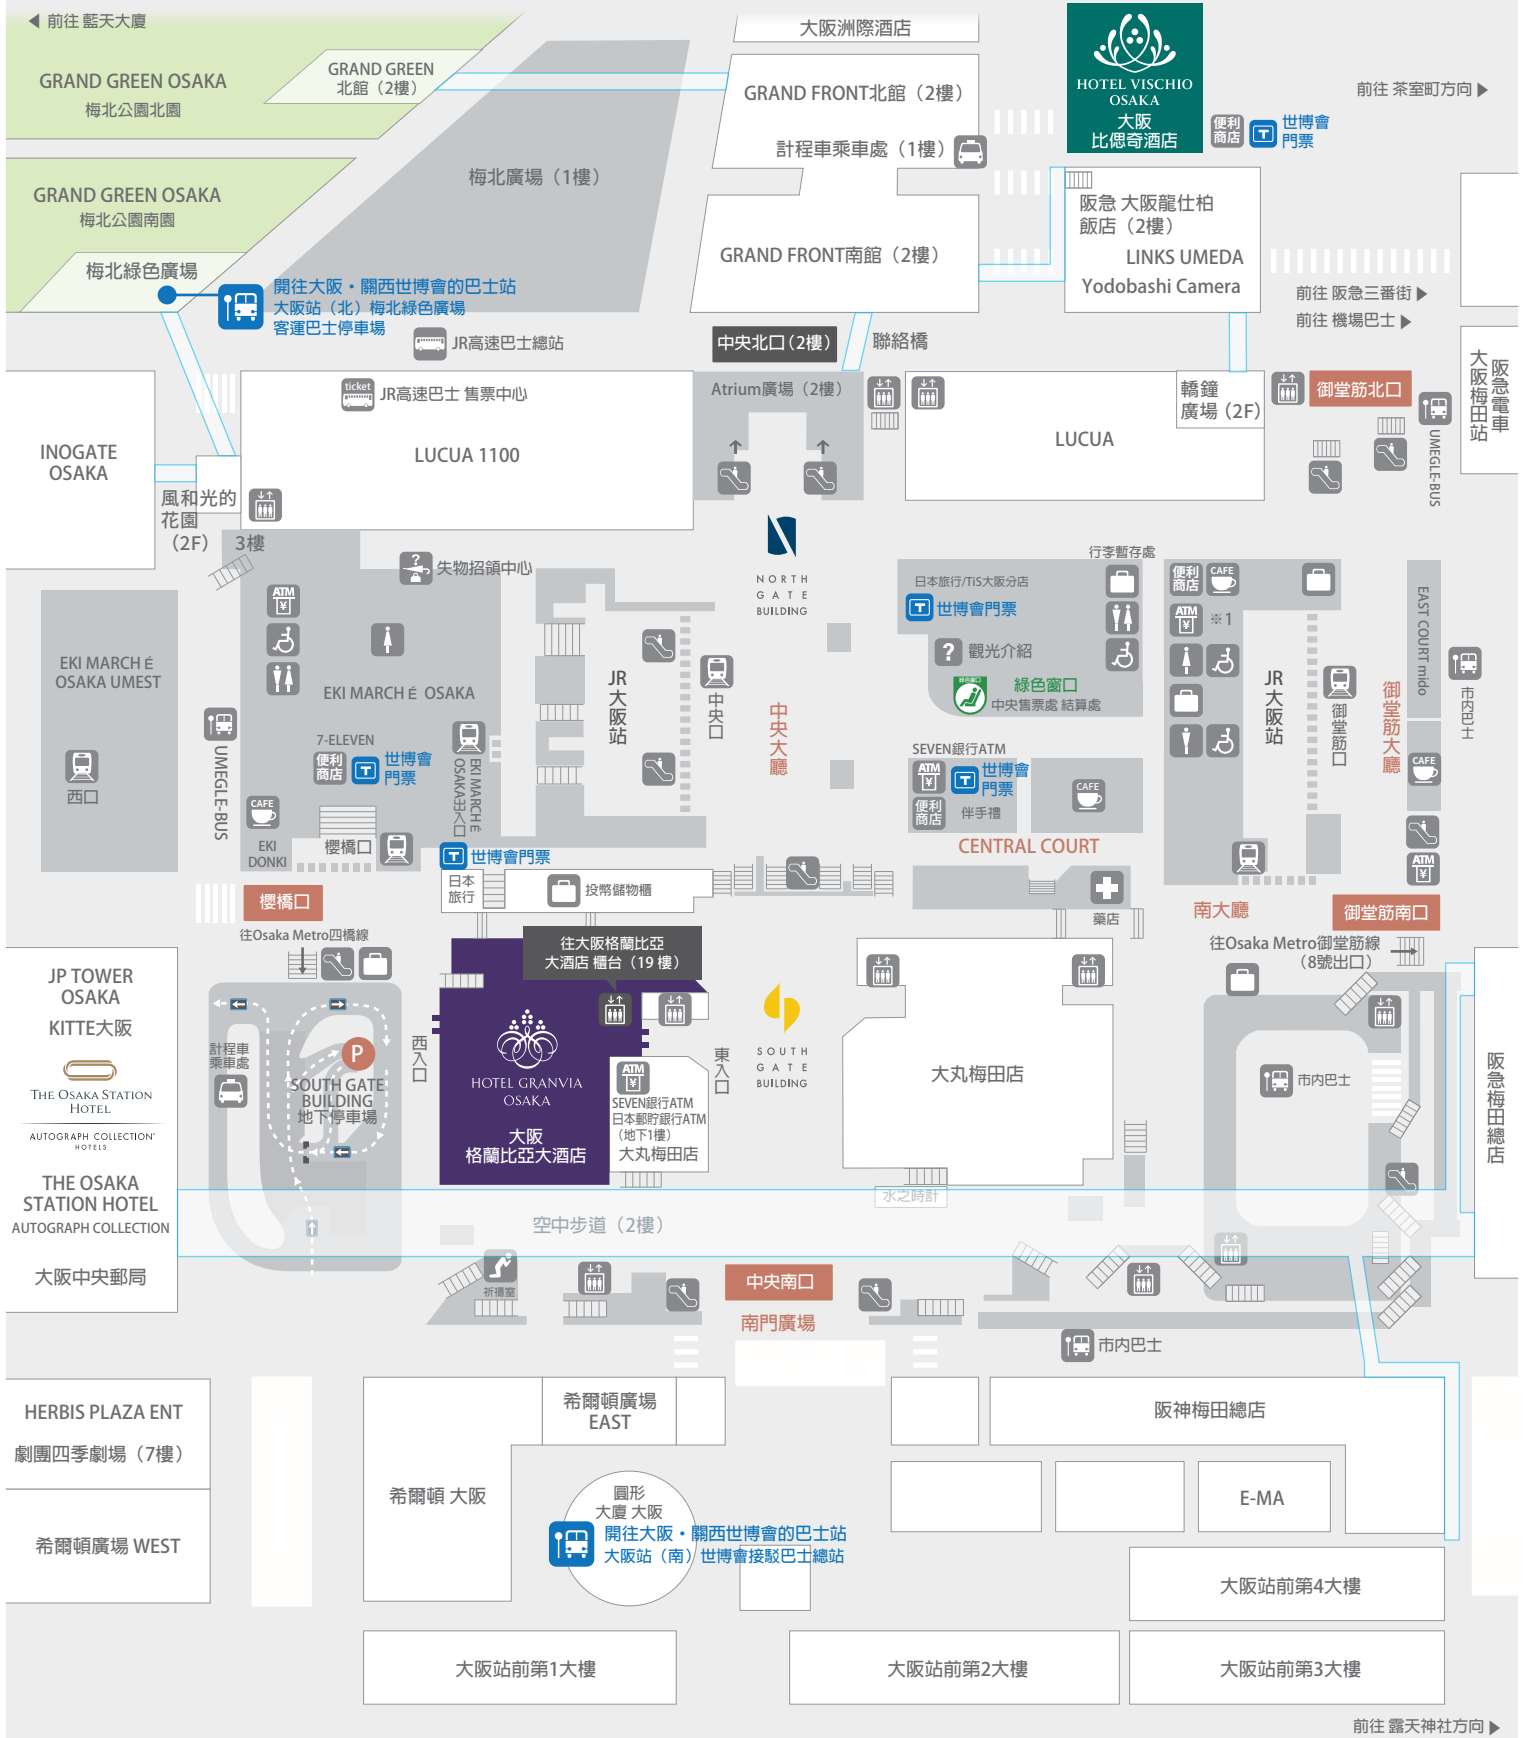 ◀ 前往 藍天大廈
GRAND GREEN OSAKA
梅北公園北園
GRAND GREEN
北館（2樓）
大阪洲際酒店
GRAND FRONT北館（2樓）
計程車乘車處（1樓）
HOTEL VISCHIO
OSAKA
大阪
比偲奇酒店
便利
商店
T
世博會
門票
前往 茶室町方向 ▶
GRAND GREEN OSAKA
梅北公園南園
梅北綠色廣場
梅北廣場（1樓）
開往大阪・關西世博會的巴士站
大阪站（北）梅北綠色廣場
客運巴士停車場
GRAND FRONT南館（2樓）
阪急 大阪龍仕柏
飯店（2樓）
LINKS UMEDA
Yodobashi Camera
前往 阪急三番街 ▶
前往 機場巴士 ▶
JR高速巴士總站
中央北口（2樓）
聯絡橋
ticket
JR高速巴士 售票中心
LUCUA 1100
Atrium廣場（2樓）
LUCUA
轎鐘
廣場（2F）
御堂筋北口
UMEGLE-BUS
阪急電車
大阪梅田站
INOGATE
OSAKA
風和光的
花園
（2F）
3樓
失物招領中心
NORTH
GATE
BUILDING
行李暫存處
日本旅行/TiS大阪分店
T
世博會門票
? 觀光介紹
綠色窗口
中央售票處 結算處
便利
商店
CAFE
ATM
¥
※1
EAST COURT mido
市内巴士
EKI MARCHÉ
OSAKA UMEST
西口
ATM
¥
EKI MARCHÉ OSAKA
UMEGLE-BUS
7-ELEVEN
便利
商店
T
世博會
門票
EKI MARCHÉ
OSAKA羽入口
CAFE
EKI
DONKI
櫻橋口
JR
大阪站
中央口
中央大廳
SEVEN銀行ATM
ATM
¥
T
世博會
門票
便利
商店
伴手禮
CAFE
CENTRAL COURT
JR
大阪站
御堂筋口
御堂筋大廳
CAFE
ATM
¥
T
世博會門票
日本
旅行
投幣儲物櫃
藥店
南大廳
御堂筋南口
櫻橋口
往Osaka Metro四橋線
往大阪格蘭比亞
大酒店 櫃台（19 樓）
往Osaka Metro御堂筋線
（8號出口）
JP TOWER
OSAKA
KITTE大阪
THE OSAKA STATION
HOTEL
AUTOGRAPH COLLECTION
HOTELS
THE OSAKA
STATION HOTEL
AUTOGRAPH COLLECTION
大阪中央郵局
計程車
乘車處
P
SOUTH GATE
BUILDING
地下停車場
西入口
HOTEL GRANVIA
OSAKA
大阪
格蘭比亞大酒店
ATM
¥
SEVEN銀行ATM
日本郵貯銀行ATM
（地下1樓）
大丸梅田店
東入口
SOUTH
GATE
BUILDING
大丸梅田店
市内巴士
阪急梅田總店
水之時計
空中步道（2樓）
祈禱室
中央南口
南門廣場
市内巴士
HERBIS PLAZA ENT
劇團四季劇場（7樓）
希爾頓廣場 WEST
希爾頓 大阪
希爾頓廣場
EAST
圓形
大廈 大阪
開往大阪・關西世博會的巴士站
大阪站（南）世博會接駁巴士總站
阪神梅田總店
E-MA
大阪站前第4大樓
大阪站前第1大樓
大阪站前第2大樓
大阪站前第3大樓
前往 露天神社方向 ▶